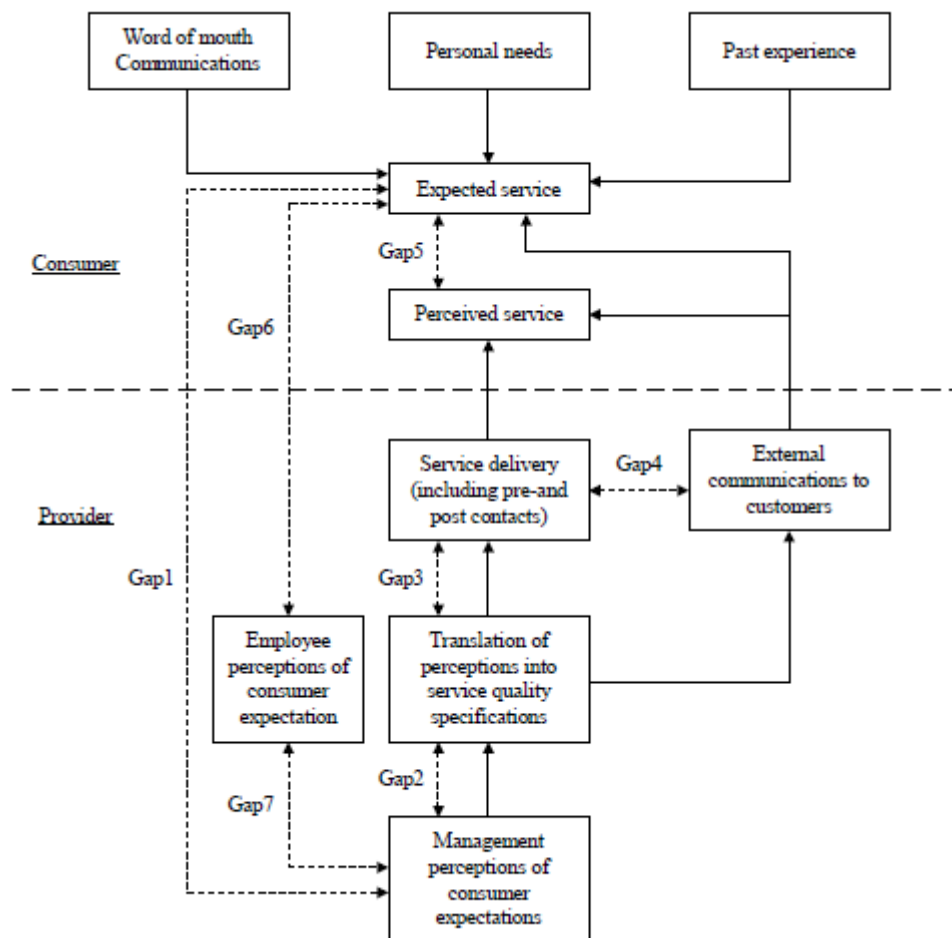 Word of mouth
Communications
Personal needs
Past experience
Expected service
Gap5
Consumer
Perceived service
Gap6
Service delivery
(including pre-and
post contacts)
Gap4
External
communications to
customers
Provider
Gap1
Gap3
Employee
perceptions of
consumer
expectation
Translation of
perceptions into
service quality
specifications
Gap2
Gap7
Management
perceptions of
consumer
expectations